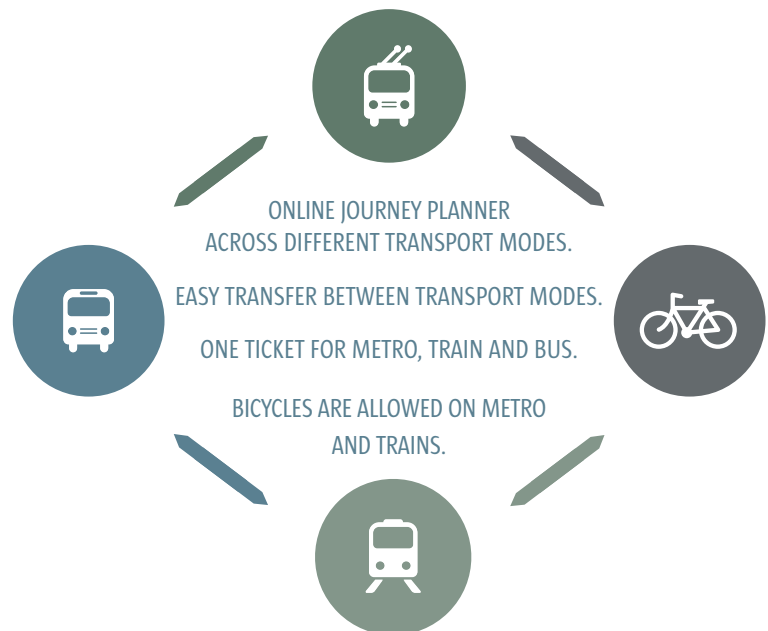 ONLINE JOURNEY PLANNER
ACROSS DIFFERENT TRANSPORT MODES.
EASY TRANSFER BETWEEN TRANSPORT MODES.
ONE TICKET FOR METRO, TRAIN AND BUS.
BICYCLES ARE ALLOWED ON METRO
AND TRAINS.